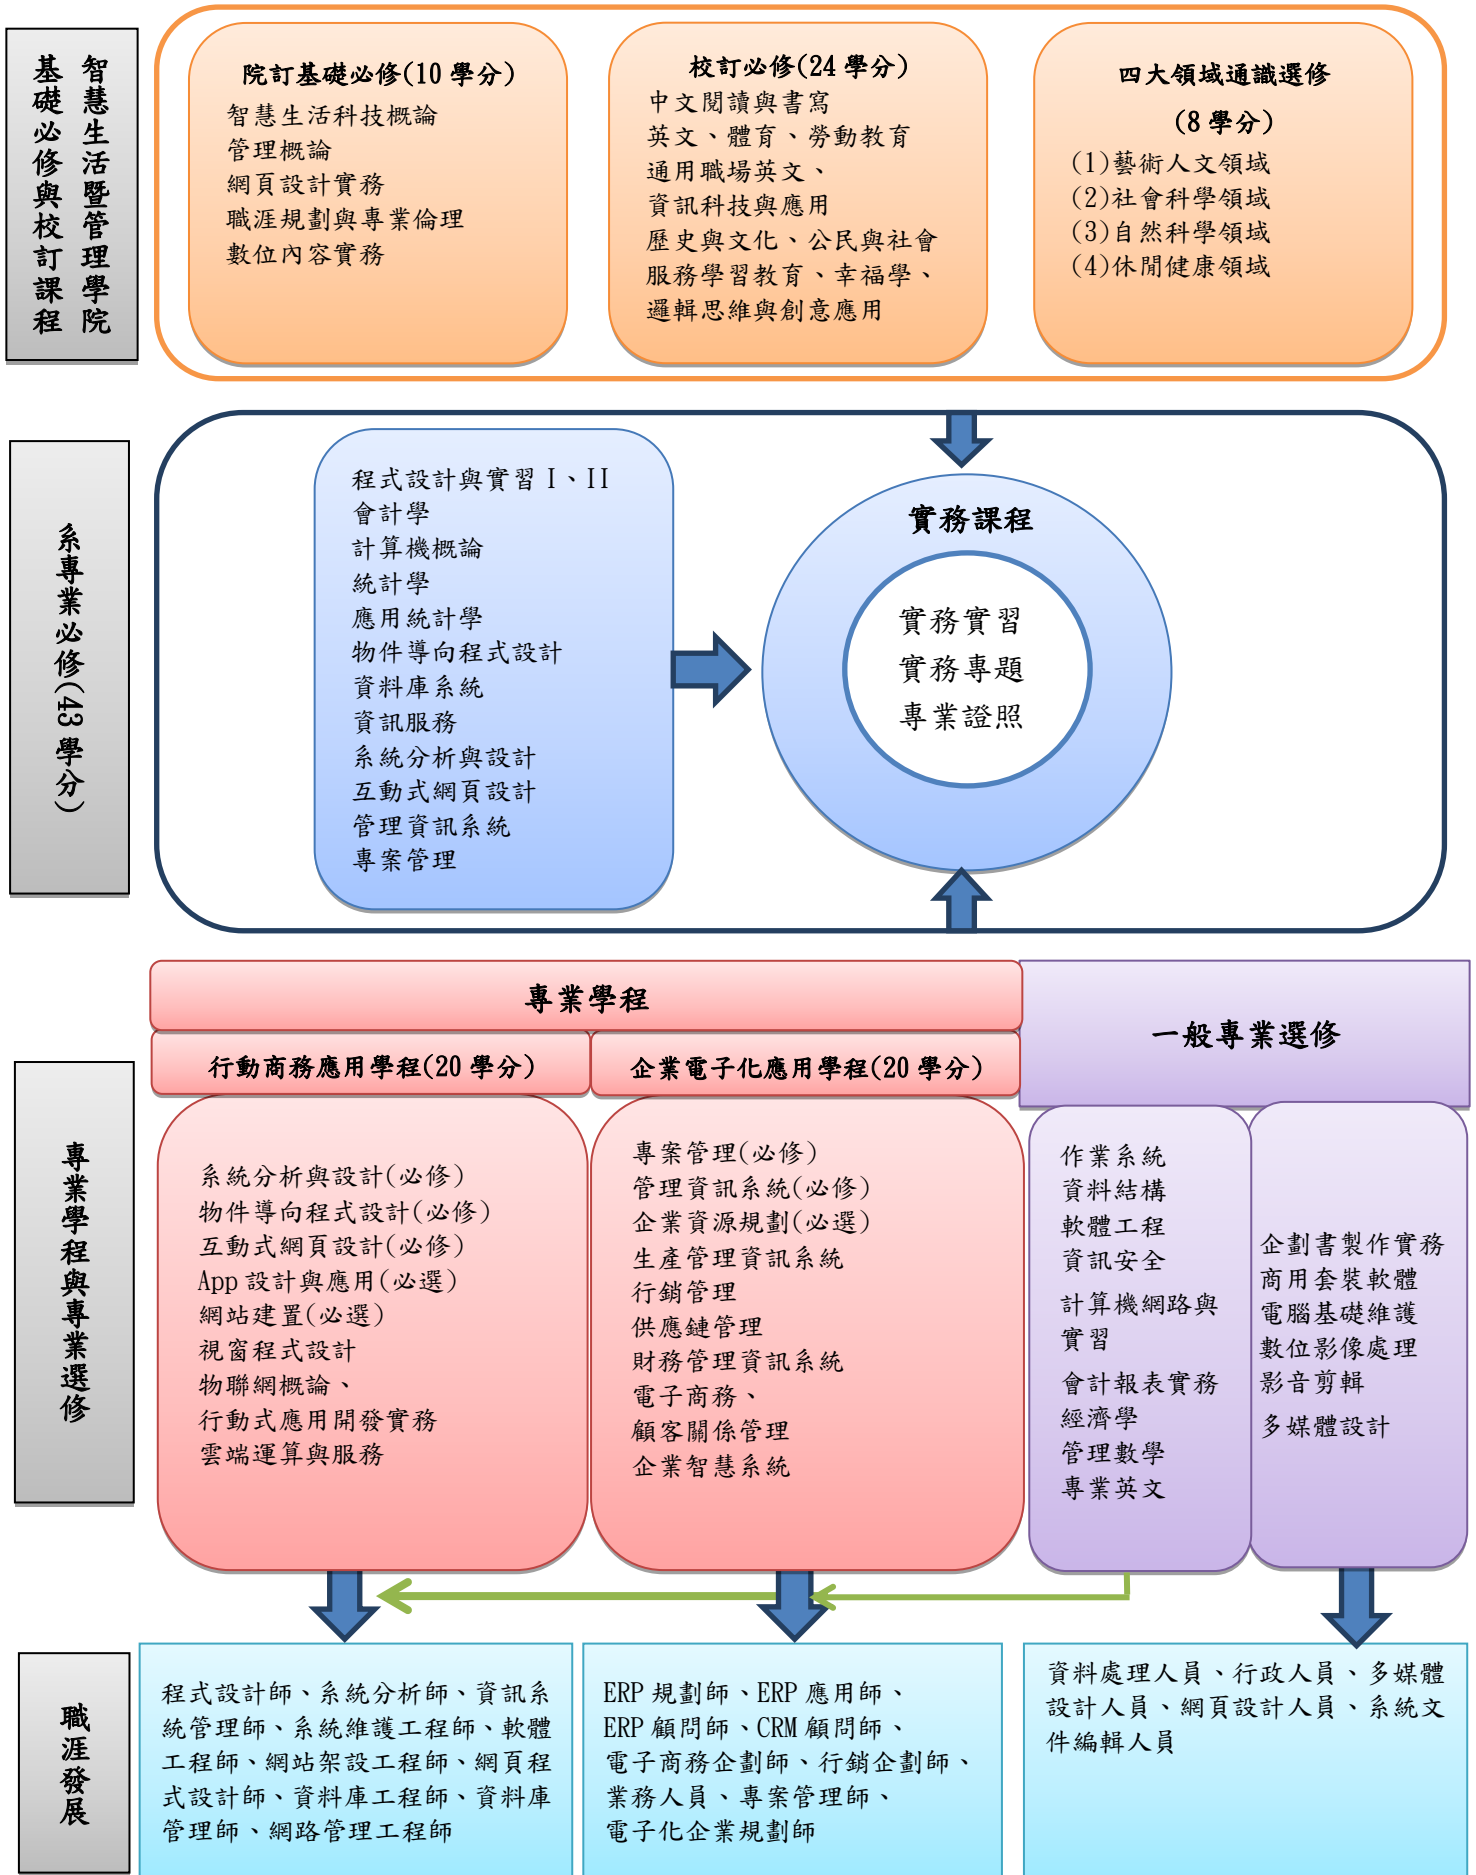 智慧生活暨管理學院
基礎必修與校訂課程
院訂基礎必修(10 學分)
智慧生活科技概論
管理概論
網頁設計實務
職涯規劃與專業倫理
數位內容實務
校訂必修(24 學分)
中文閱讀與書寫
英文、體育、勞動教育
通用職場英文、
資訊科技與應用
歷史與文化、公民與社會
服務學習教育、幸福學、
邏輯思維與創意應用
四大領域通識選修
(8 學分)
(1)藝術人文領域
(2)社會科學領域
(3)自然科學領域
(4)休閒健康領域
系專業必修(43 學分)
程式設計與實習 I、II
會計學
計算機概論
統計學
應用統計學
物件導向程式設計
資料庫系統
資訊服務
系統分析與設計
互動式網頁設計
管理資訊系統
專案管理
實務課程
實務實習
實務專題
專業證照
專業學程與專業選修
專業學程
行動商務應用學程(20 學分)
系統分析與設計(必修)
物件導向程式設計(必修)
互動式網頁設計(必修)
App 設計與應用(必選)
網站建置(必選)
視窗程式設計
物聯網概論、
行動式應用開發實務
雲端運算與服務
企業電子化應用學程(20 學分)
專案管理(必修)
管理資訊系統(必修)
企業資源規劃(必選)
生產管理資訊系統
行銷管理
供應鏈管理
財務管理資訊系統
電子商務、
顧客關係管理
企業智慧系統
一般專業選修
作業系統
資料結構
軟體工程
資訊安全
計算機網路與
實習
會計報表實務
經濟學
管理數學
專業英文
企劃書製作實務
商用套裝軟體
電腦基礎維護
數位影像處理
影音剪輯
多媒體設計
職涯發展
程式設計師、系統分析師、資訊系
統管理師、系統維護工程師、軟體
工程師、網站架設工程師、網頁程
式設計師、資料庫工程師、資料庫
管理師、網路管理工程師
ERP 規劃師、ERP 應用師、
ERP 顧問師、CRM 顧問師、
電子商務企劃師、行銷企劃師、
業務人員、專案管理師、
電子化企業規劃師
資料處理人員、行政人員、多媒體
設計人員、網頁設計人員、系統文
件編輯人員